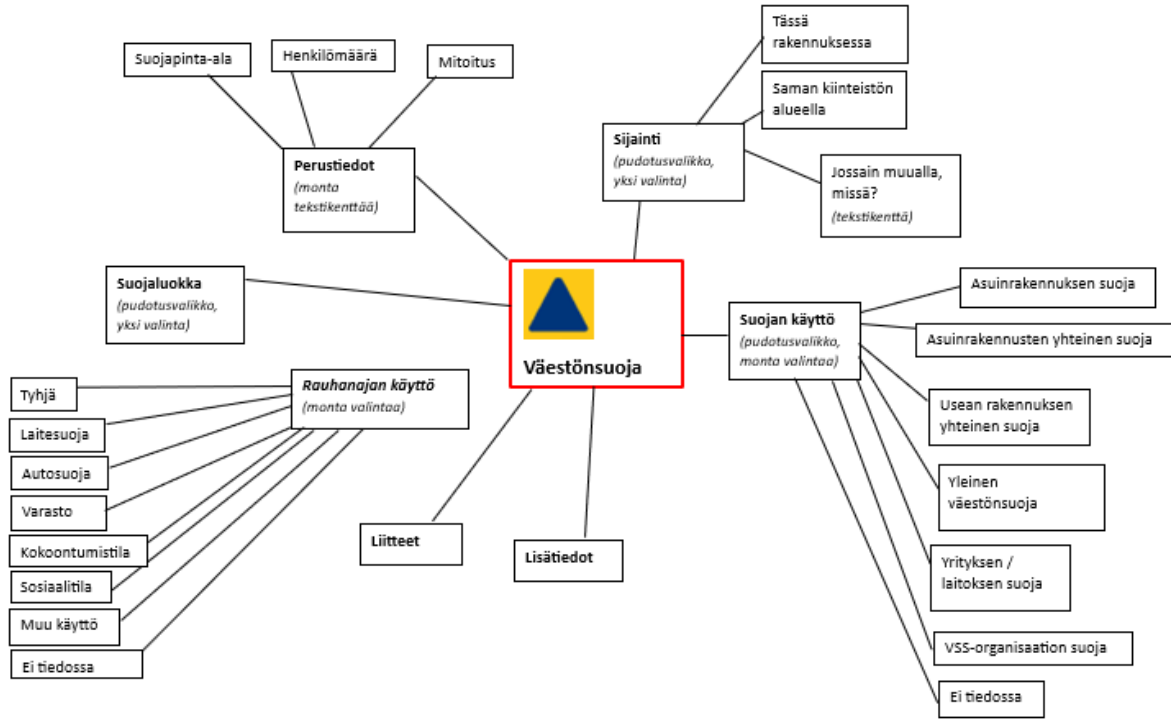 Suojapinta-ala
Henkilömäärä
Mitoitus
Perustiedot
(monta
tekstikenttää)
Tässä
rakennuksessa
Saman kiinteistön
alueella
Sijainti
(pudotusvalikko,
yksi valinta)
Jossain muualla,
missä?
(tekstikenttä)
Suojaluokka
(pudotusvalikko,
yksi valinta)
Väestönsuoja
Suojan käyttö
(pudotusvalikko,
monta valintaa)
Asuinrakennuksen suoja
Asuinrakennusten yhteinen suoja
Usean rakennuksen
yhteinen suoja
Yleinen
väestönsuoja
Yrityksen /
laitoksen suoja
VSS-organisaation suoja
Ei tiedossa
Rauhanajan käyttö
(monta valintaa)
Tyhjä
Laitesuoja
Autosuoja
Varasto
Kokoontumistila
Sosiaalitila
Muu käyttö
Ei tiedossa
Liitteet
Lisätiedot